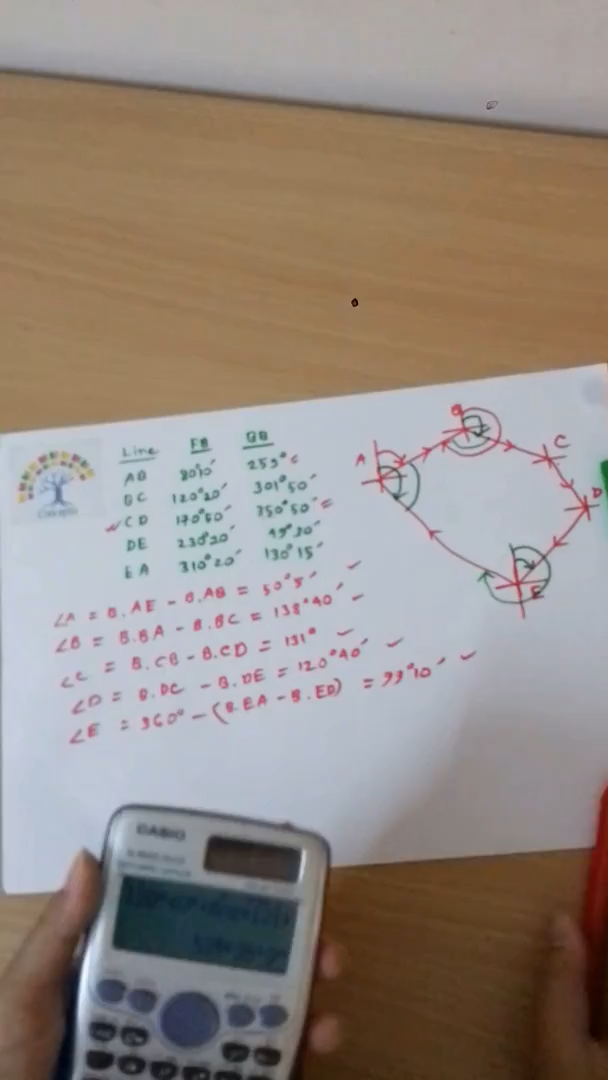 Line FB BB
AB 80°10′ 259°
BC 120°20′ 301°50′
CD 170°50′ 350°50′
DE 230°10′ 49°30′
EA 310°20′ 130°15′
∠A = B.AE - B.AB = 50°5′
∠B = B.BA - B.BC = 138°40′
∠C = B.CB - B.CD = 131°
∠D = B.DC - B.DE = 120°40′
∠E = 360° - (B.EA - B.ED) = 99°10′
A
B
C
D
E
CASIO